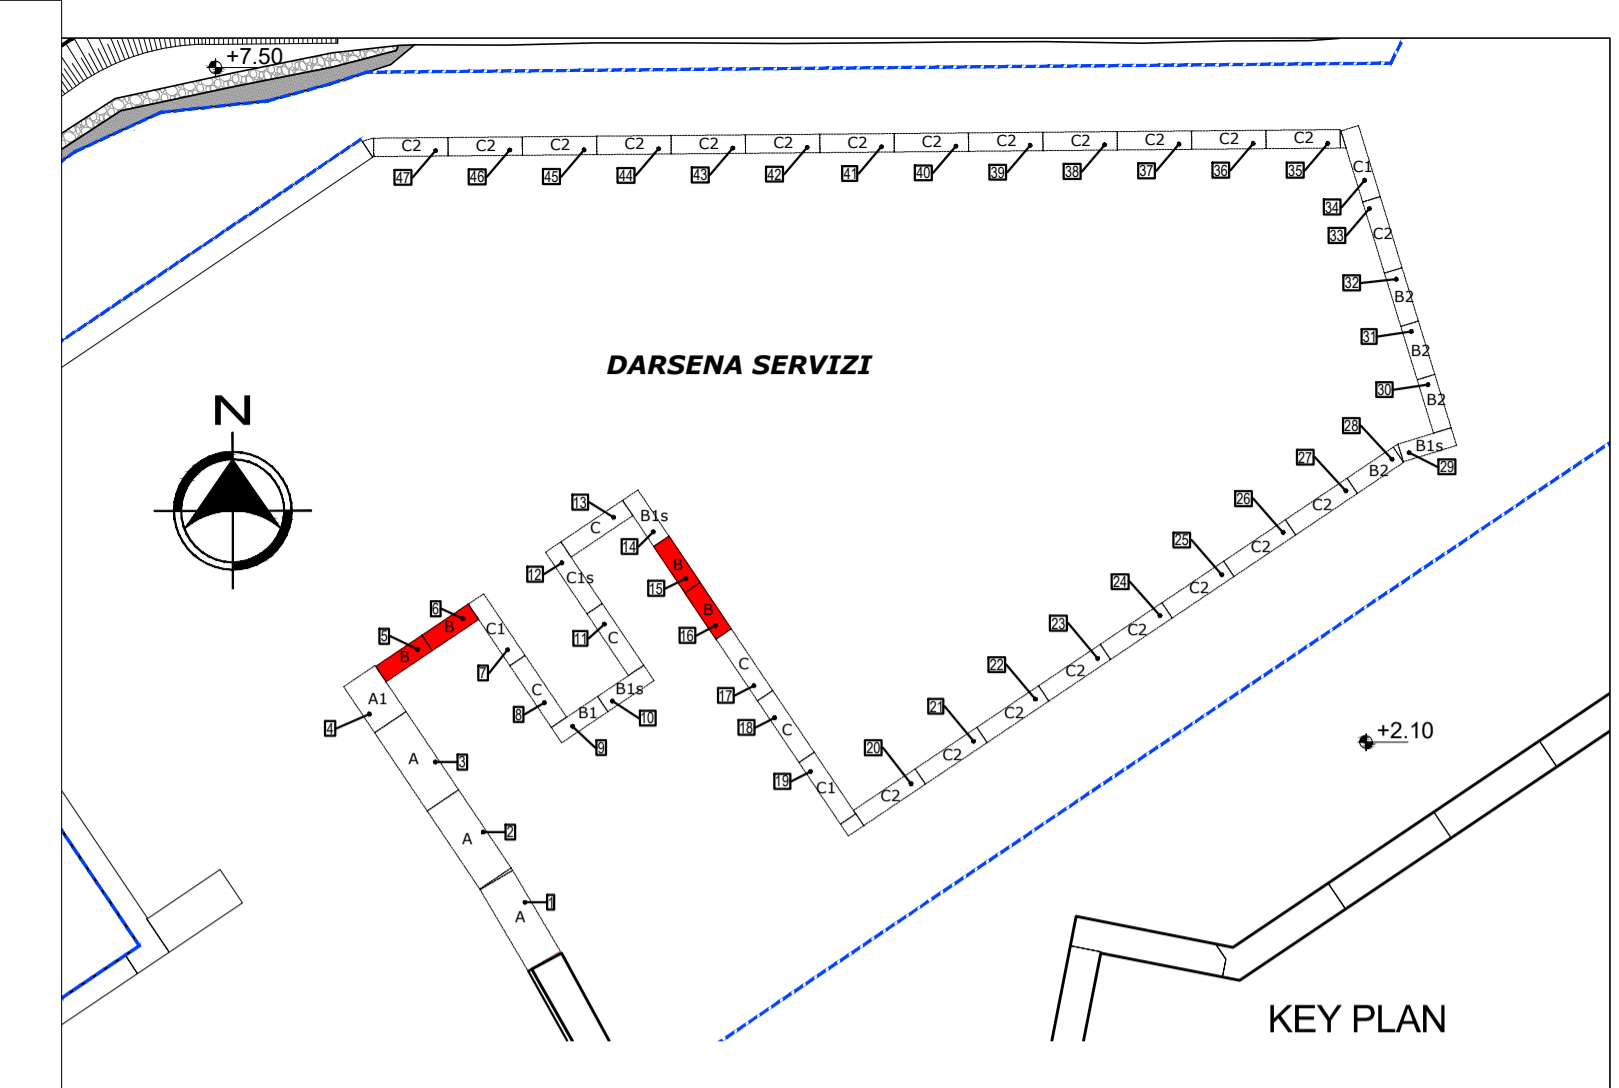 +7.50
C2 C2 C2 C2 C2 C2 C2 C2 C2 C2 C2 C2 C2
47 46 45 44 43 42 41 40 39 38 37 36 35
C1
34
33 C2
32 B2
31 B2
30 B2
DARSENA SERVIZI
N
28 B1s
29
27 B2
26 C2
25 C2
24 C2
23 C2
22 C2
21 C2
20 C2
C2
13 C B1s
14
12 C1s
15 B
11 C
16 B
6 B C1
5 B
7
10 B1s
8 C
9 B1
17 C
18 C
19 C1
4 A1
3 A
2 A
1 A
+2.10
KEY PLAN